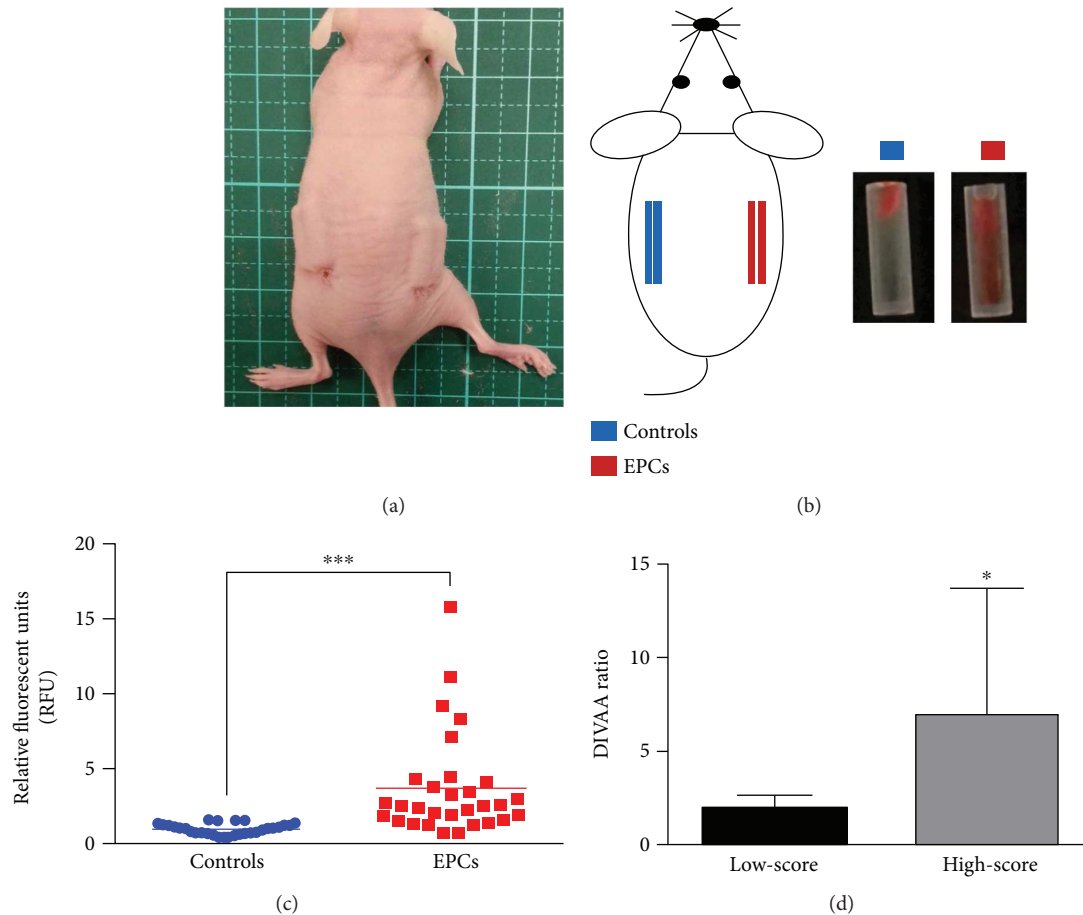 Controls
EPCs
(a)
(b)
20
15
10
5
0
Relative fluorescent units
(RFU)
***
Controls
EPCs
(c)
15
10
5
0
DIVAA ratio
*
Low-score
High-score
(d)